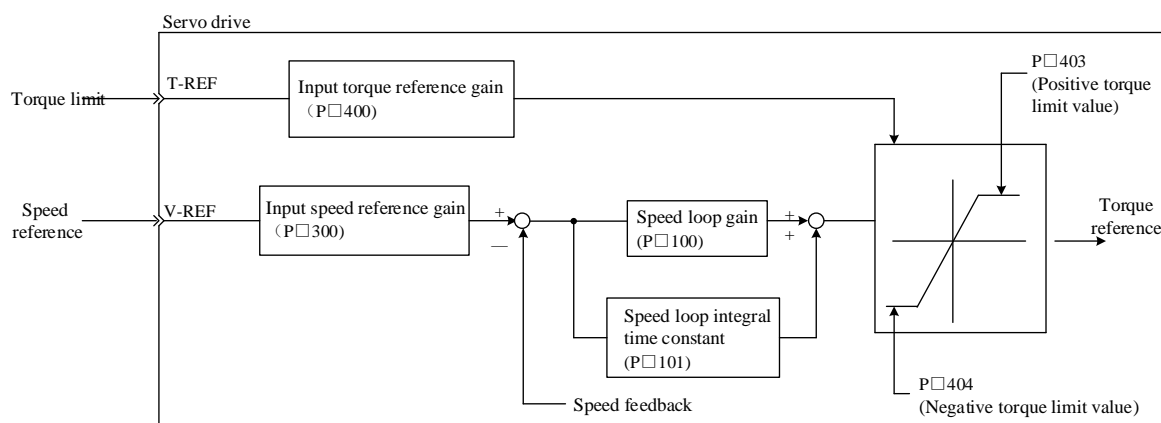 Servo drive
P□403
(Positive torque
limit value)
T-REF
Torque limit
Input torque reference gain
（P□400）
V-REF
Speed
reference
Input speed reference gain
（P□300）
+
—
Speed loop gain
(P□100)
+
+
Torque
reference
Speed loop integral
time constant
(P□101)
P□404
(Negative torque limit value)
Speed feedback